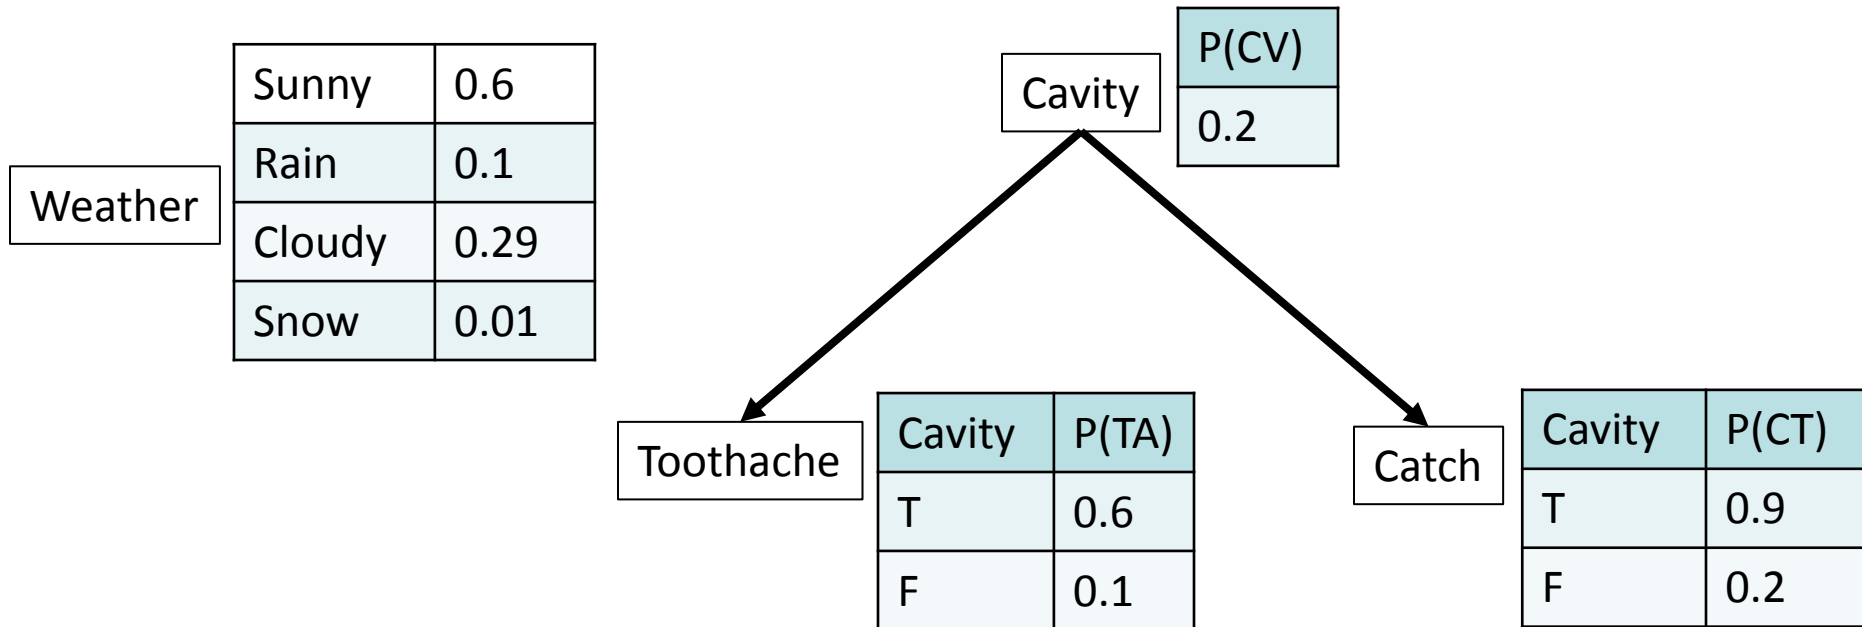 Weather
Sunny 0.6
Rain 0.1
Cloudy 0.29
Snow 0.01
Cavity
P(CV)
0.2
Toothache
Cavity P(TA)
T 0.6
F 0.1
Catch
Cavity P(CT)
T 0.9
F 0.2